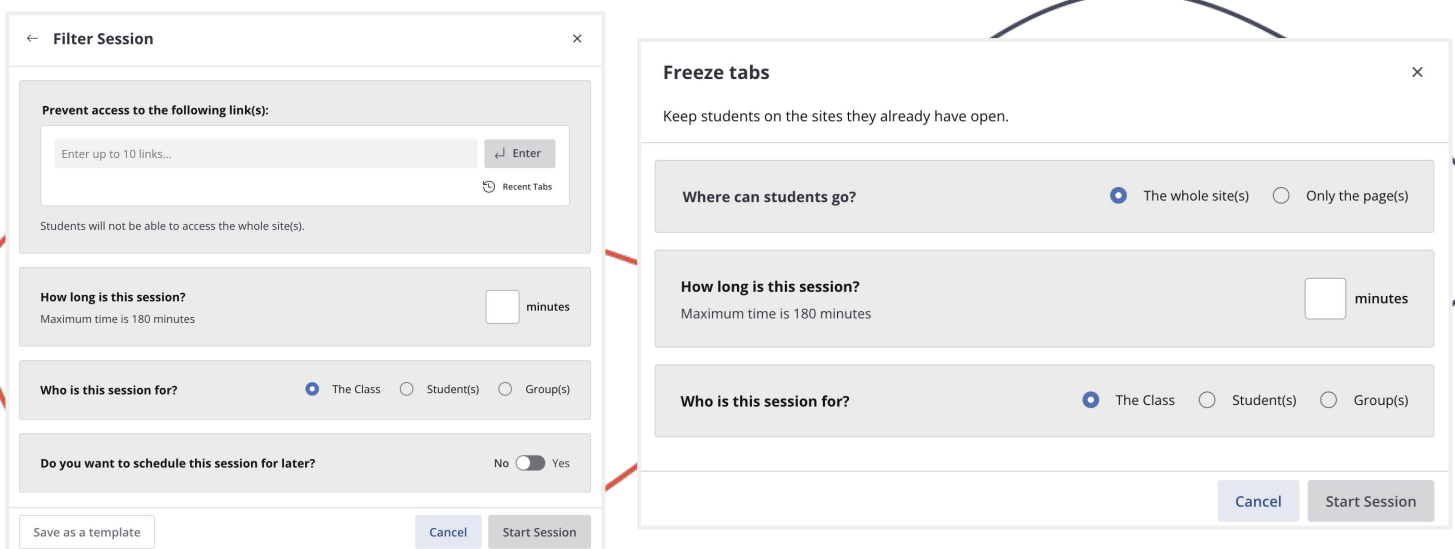 Filter Session
Prevent access to the following link(s):
Enter up to 10 links...
Enter
Recent Tabs
Students will not be able to access the whole site(s).
How long is this session?
minutes
Maximum time is 180 minutes
Who is this session for?
The Class
Student(s)
Group(s)
Do you want to schedule this session for later?
No
Yes
Save as a template
Cancel
Start Session
Freeze tabs
Keep students on the sites they already have open.
Where can students go?
The whole site(s)
Only the page(s)
How long is this session?
minutes
Maximum time is 180 minutes
Who is this session for?
The Class
Student(s)
Group(s)
Cancel
Start Session